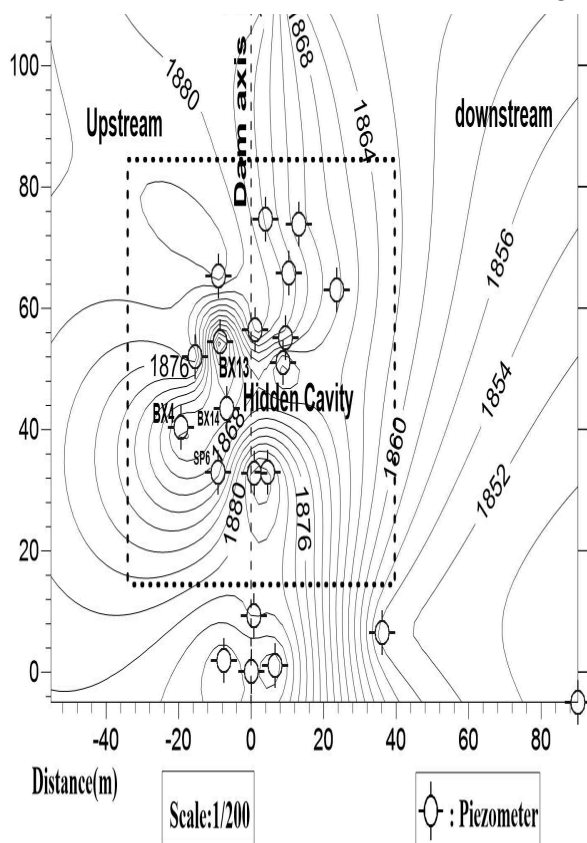 100
80
60
40
20
0
-40
-20
0
20
40
60
80
Upstream
Dam axis
downstream
1880
1868
1864
1856
1854
1852
1860
1876
BX13
BX4
BX14
Hidden Cavity
1868
SP6
1880
1876
Distance(m)
Scale:1/200
: Piezometer